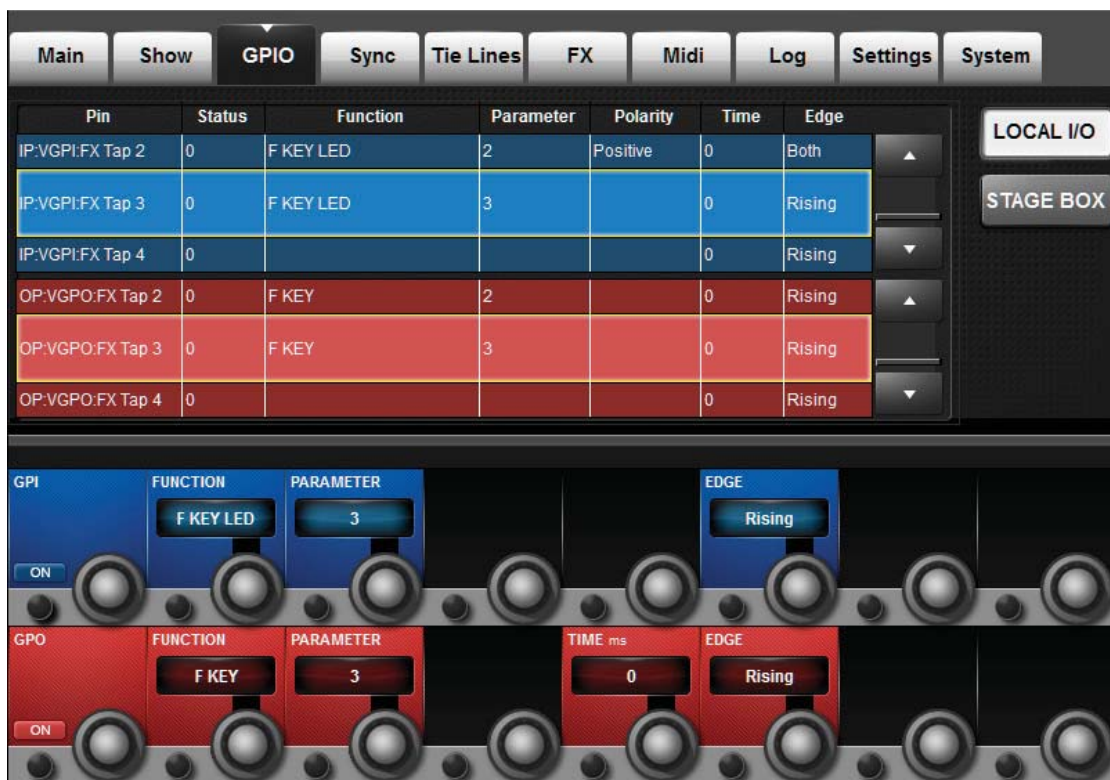 Main Show GPIO Sync Tie Lines FX Midi Log Settings System
Pin Status Function Parameter Polarity Time Edge
LOCAL I/O
IP:VGPI:FX Tap 2 0 F KEY LED 2 Positive 0 Both
IP:VGPI:FX Tap 3 0 F KEY LED 3 0 Rising
STAGE BOX
IP:VGPI:FX Tap 4 0 0 Rising
OP:VGPO:FX Tap 2 0 F KEY 2 0 Rising
OP:VGPO:FX Tap 3 0 F KEY 3 0 Rising
OP:VGPO:FX Tap 4 0 0 Rising
GPI FUNCTION PARAMETER EDGE
F KEY LED 3 Rising
ON
GPO FUNCTION PARAMETER TIME ms EDGE
F KEY 3 0 Rising
ON